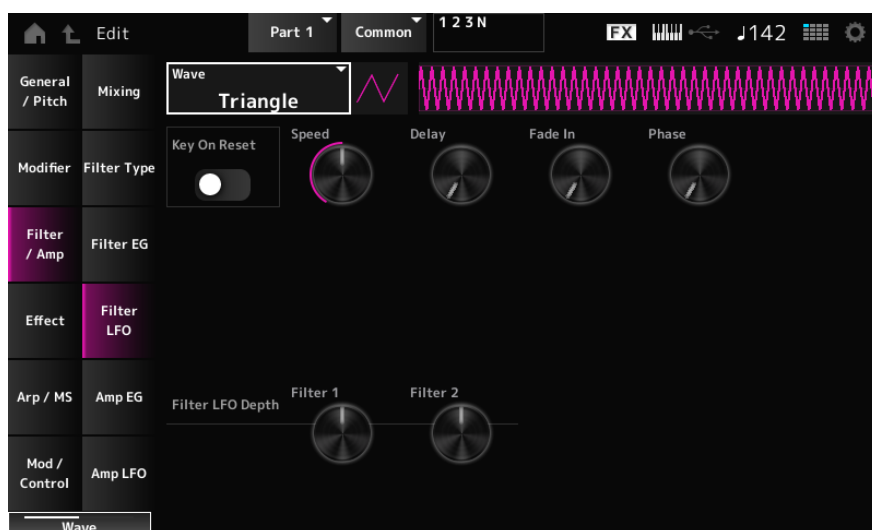 Edit
Part 1
Common
1 2 3 N
FX
♩142
General
/ Pitch
Mixing
Modifier
Filter Type
Filter
/ Amp
Filter EG
Effect
Filter
LFO
Arp / MS
Amp EG
Mod /
Control
Amp LFO
Wave
Wave
Triangle
Key On Reset
Speed
Delay
Fade In
Phase
Filter LFO Depth
Filter 1
Filter 2